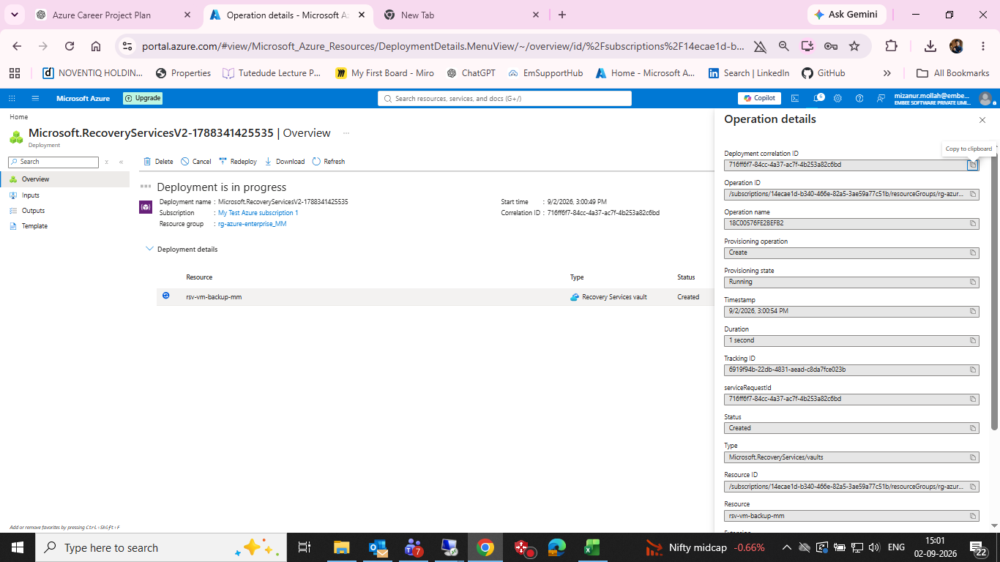 Azure Career Project Plan
Operation details - Microsoft A
New Tab
Ask Gemini
portal.azure.com/#view/Microsoft_Azure_Resources/DeploymentDetails.MenuView/~/overview/id/%2Fsubscriptions%2F14ecae1d-b...
NOVENTIQ HOLDIN...
Properties
Tutedude Lecture P...
My First Board - Miro
ChatGPT
EmSupportHub
Home - Microsoft A...
Search | LinkedIn
GitHub
»
All Bookmarks
Microsoft Azure
Upgrade
Search resources, services, and docs (G+/)
Copilot
6
mizanur.mollah@embe...
EMBEE SOFTWARE PRIVATE LIMI...
Home
Microsoft.RecoveryServicesV2-1788341425535 | Overview ...
Deployment
Search
Overview
Inputs
Outputs
Template
Delete
Cancel
Redeploy
Download
Refresh
Deployment is in progress
Deployment name : Microsoft.RecoveryServicesV2-1788341425535
Subscription : My Test Azure subscription 1
Resource group : rg-azure-enterprise_MM
Start time : 9/2/2026, 3:00:49 PM
Correlation ID : 716ff6f7-84cc-4a37-ac7f-4b253a82c6bd
Deployment details
Resource Type Status
rsv-vm-backup-mm Recovery Services vault Created
Add or remove favorites by pressing Ctrl+Shift+F
Operation details
Copy to clipboard
Deployment correlation ID
716ff6f7-84cc-4a37-ac7f-4b253a82c6bd
Operation ID
/subscriptions/14ecae1d-b340-466e-82a5-3ae59a77c51b/resourceGroups/rg-azur...
Operation name
18C00576FE2BEFB2
Provisioning operation
Create
Provisioning state
Running
Timestamp
9/2/2026, 3:00:54 PM
Duration
1 second
Tracking ID
6919f94b-22db-4831-aead-c8da7fce023b
serviceRequestId
716ff6f7-84cc-4a37-ac7f-4b253a82c6bd
Status
Created
Type
Microsoft.RecoveryServices/vaults
Resource ID
/subscriptions/14ecae1d-b340-466e-82a5-3ae59a77c51b/resourceGroups/rg-azur...
Resource
rsv-vm-backup-mm
Type here to search
7
Nifty midcap -0.66%
ENG
15:01
02-09-2026
22